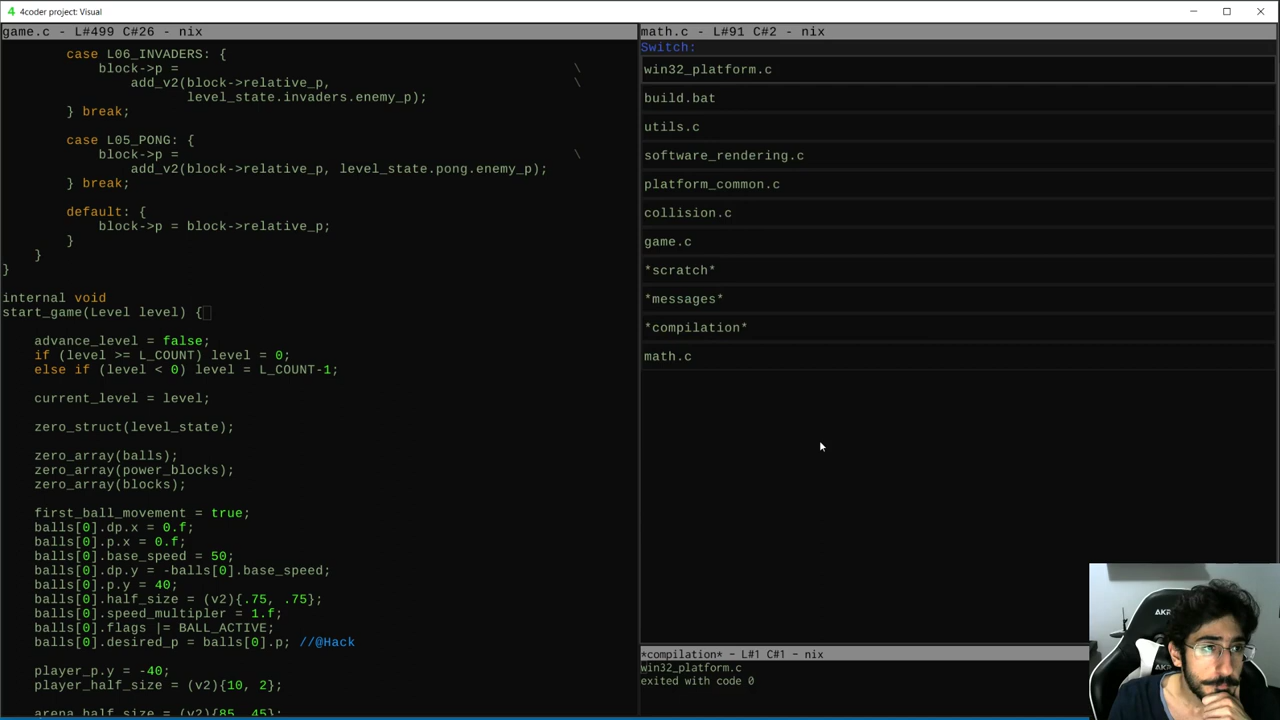 4 4coder project: Visual
game.c - L#499 C#26 - nix
case L06_INVADERS: {
block->p = \
add_v2(block->relative_p, \
level_state.invaders.enemy_p);
} break;
case L05_PONG: {
block->p = \
add_v2(block->relative_p, level_state.pong.enemy_p);
} break;
default: {
block->p = block->relative_p;
}
}
}
internal void
start_game(Level level) {
advance_level = false;
if (level >= L_COUNT) level = 0;
else if (level < 0) level = L_COUNT-1;
current_level = level;
zero_struct(level_state);
zero_array(balls);
zero_array(power_blocks);
zero_array(blocks);
first_ball_movement = true;
balls[0].dp.x = 0.f;
balls[0].p.x = 0.f;
balls[0].base_speed = 50;
balls[0].dp.y = -balls[0].base_speed;
balls[0].p.y = 40;
balls[0].half_size = (v2){.75, .75};
balls[0].speed_multipler = 1.f;
balls[0].flags |= BALL_ACTIVE;
balls[0].desired_p = balls[0].p; //@Hack
player_p.y = -40;
player_half_size = (v2){10, 2};
arena_half_size = (v2){85, 45};
math.c - L#91 C#2 - nix
Switch:
win32_platform.c
build.bat
utils.c
software_rendering.c
platform_common.c
collision.c
game.c
*scratch*
*messages*
*compilation*
math.c
*compilation* - L#1 C#1 - nix
win32_platform.c
exited with code 0
AKR